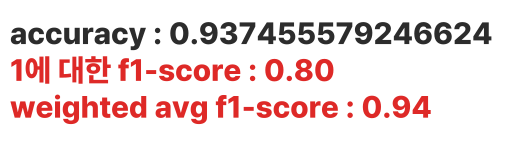 accuracy : 0.937455579246624
1에 대한 f1-score : 0.80
weighted avg f1-score : 0.94